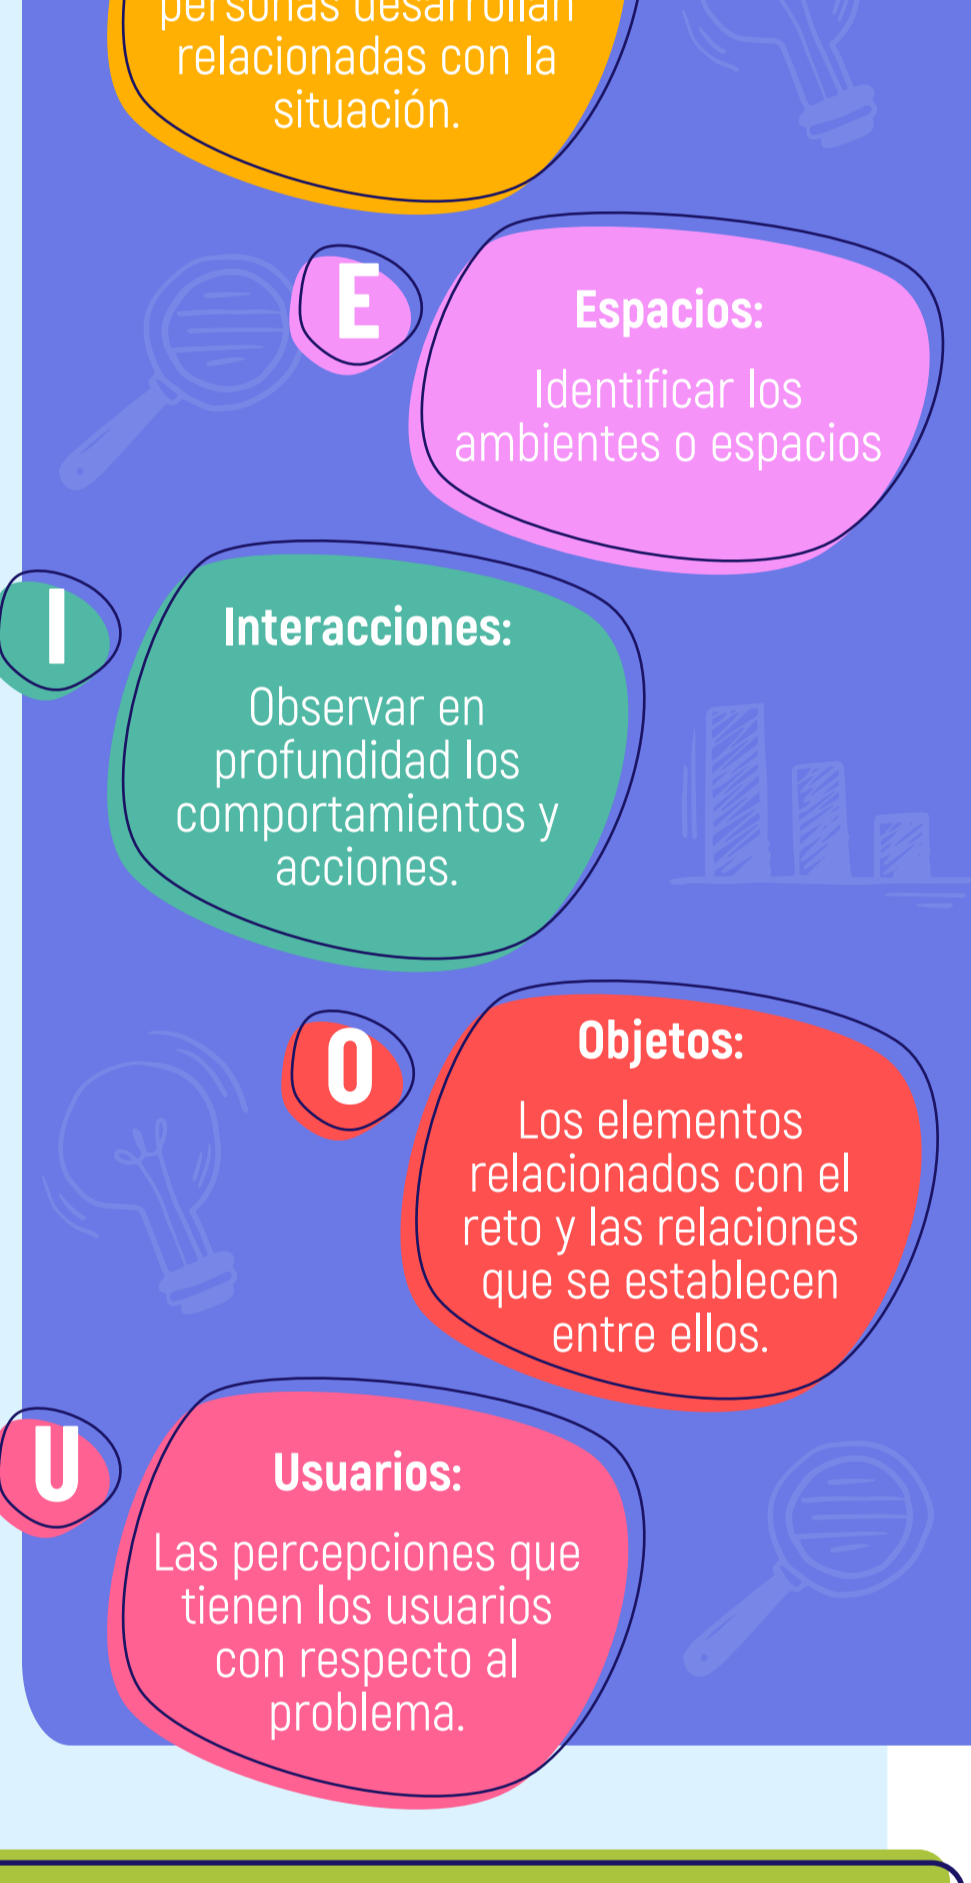 personas desarrollan
relacionadas con la
situación.
E
Espacios:
Identificar los
ambientes o espacios
I
Interacciones:
Observar en
profundidad los
comportamientos y
acciones.
O
Objetos:
Los elementos
relacionados con el
reto y las relaciones
que se establecen
entre ellos.
U
Usuarios:
Las percepciones que
tienen los usuarios
con respecto al
problema.